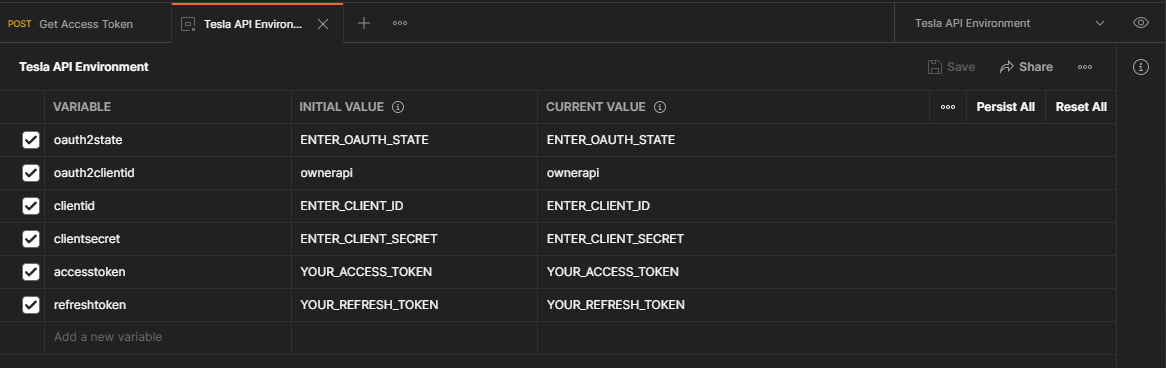 POST Get Access Token Tesla API Environ... Tesla API Environment
Tesla API Environment Save Share
VARIABLE INITIAL VALUE CURRENT VALUE Persist All Reset All
oauth2state ENTER_OAUTH_STATE ENTER_OAUTH_STATE
oauth2clientid ownerapi ownerapi
clientid ENTER_CLIENT_ID ENTER_CLIENT_ID
clientsecret ENTER_CLIENT_SECRET ENTER_CLIENT_SECRET
accesstoken YOUR_ACCESS_TOKEN YOUR_ACCESS_TOKEN
refreshtoken YOUR_REFRESH_TOKEN YOUR_REFRESH_TOKEN
Add a new variable